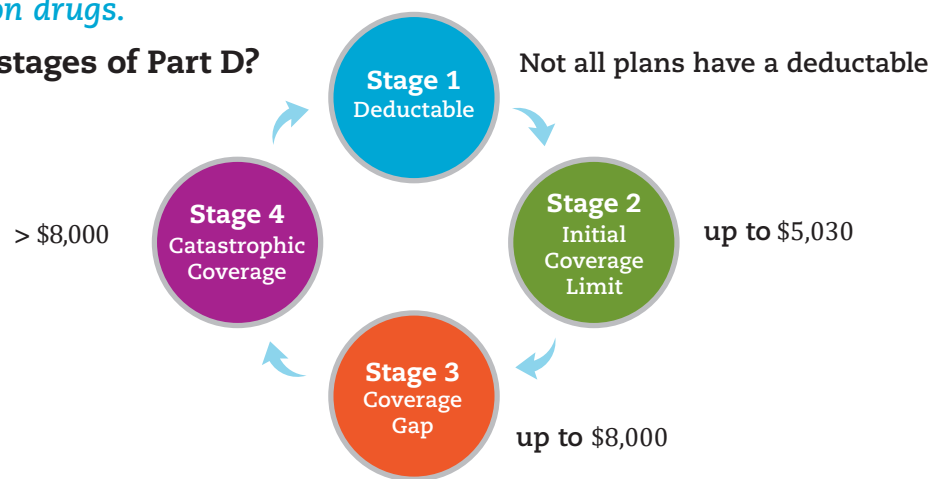 on drugs.
stages of Part D?
Stage 1
Deductable
Not all plans have a deductable
Stage 2
Initial
Coverage
Limit
up to $5,030
Stage 3
Coverage
Gap
up to $8,000
Stage 4
Catastrophic
Coverage
> $8,000